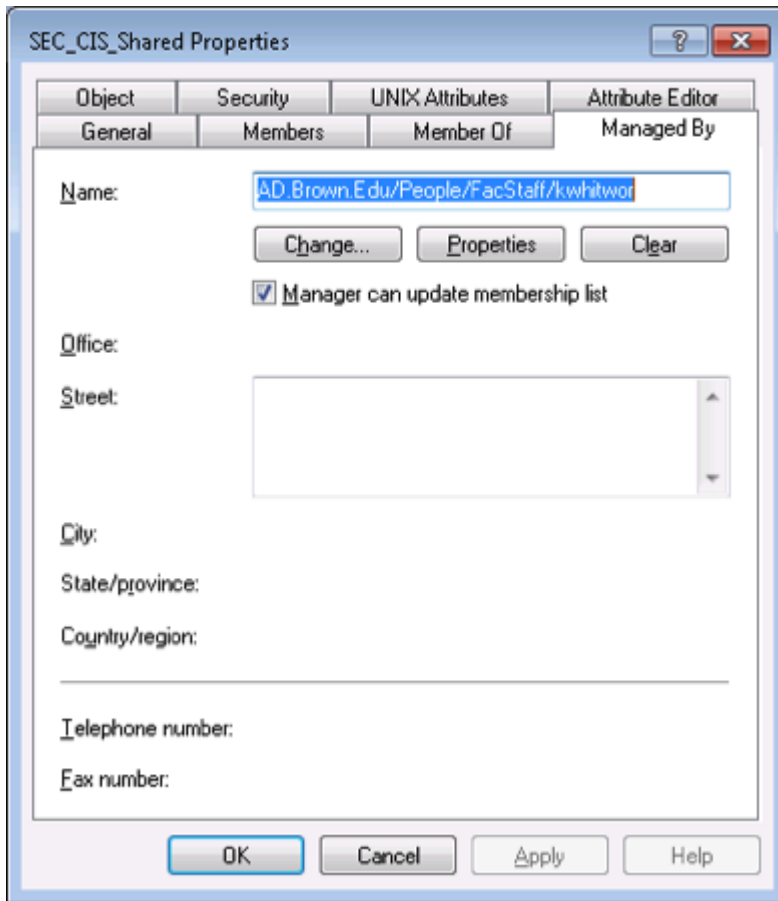 SEC_CIS_Shared Properties
Object Security UNIX Attributes Attribute Editor
General Members Member Of Managed By
Name: AD.Brown.Edu/People/FacStaff/kwhitwor
Change... Properties Clear
Manager can update membership list
Office:
Street:
City:
State/province:
Country/region:
Telephone number:
Fax number:
OK Cancel Apply Help